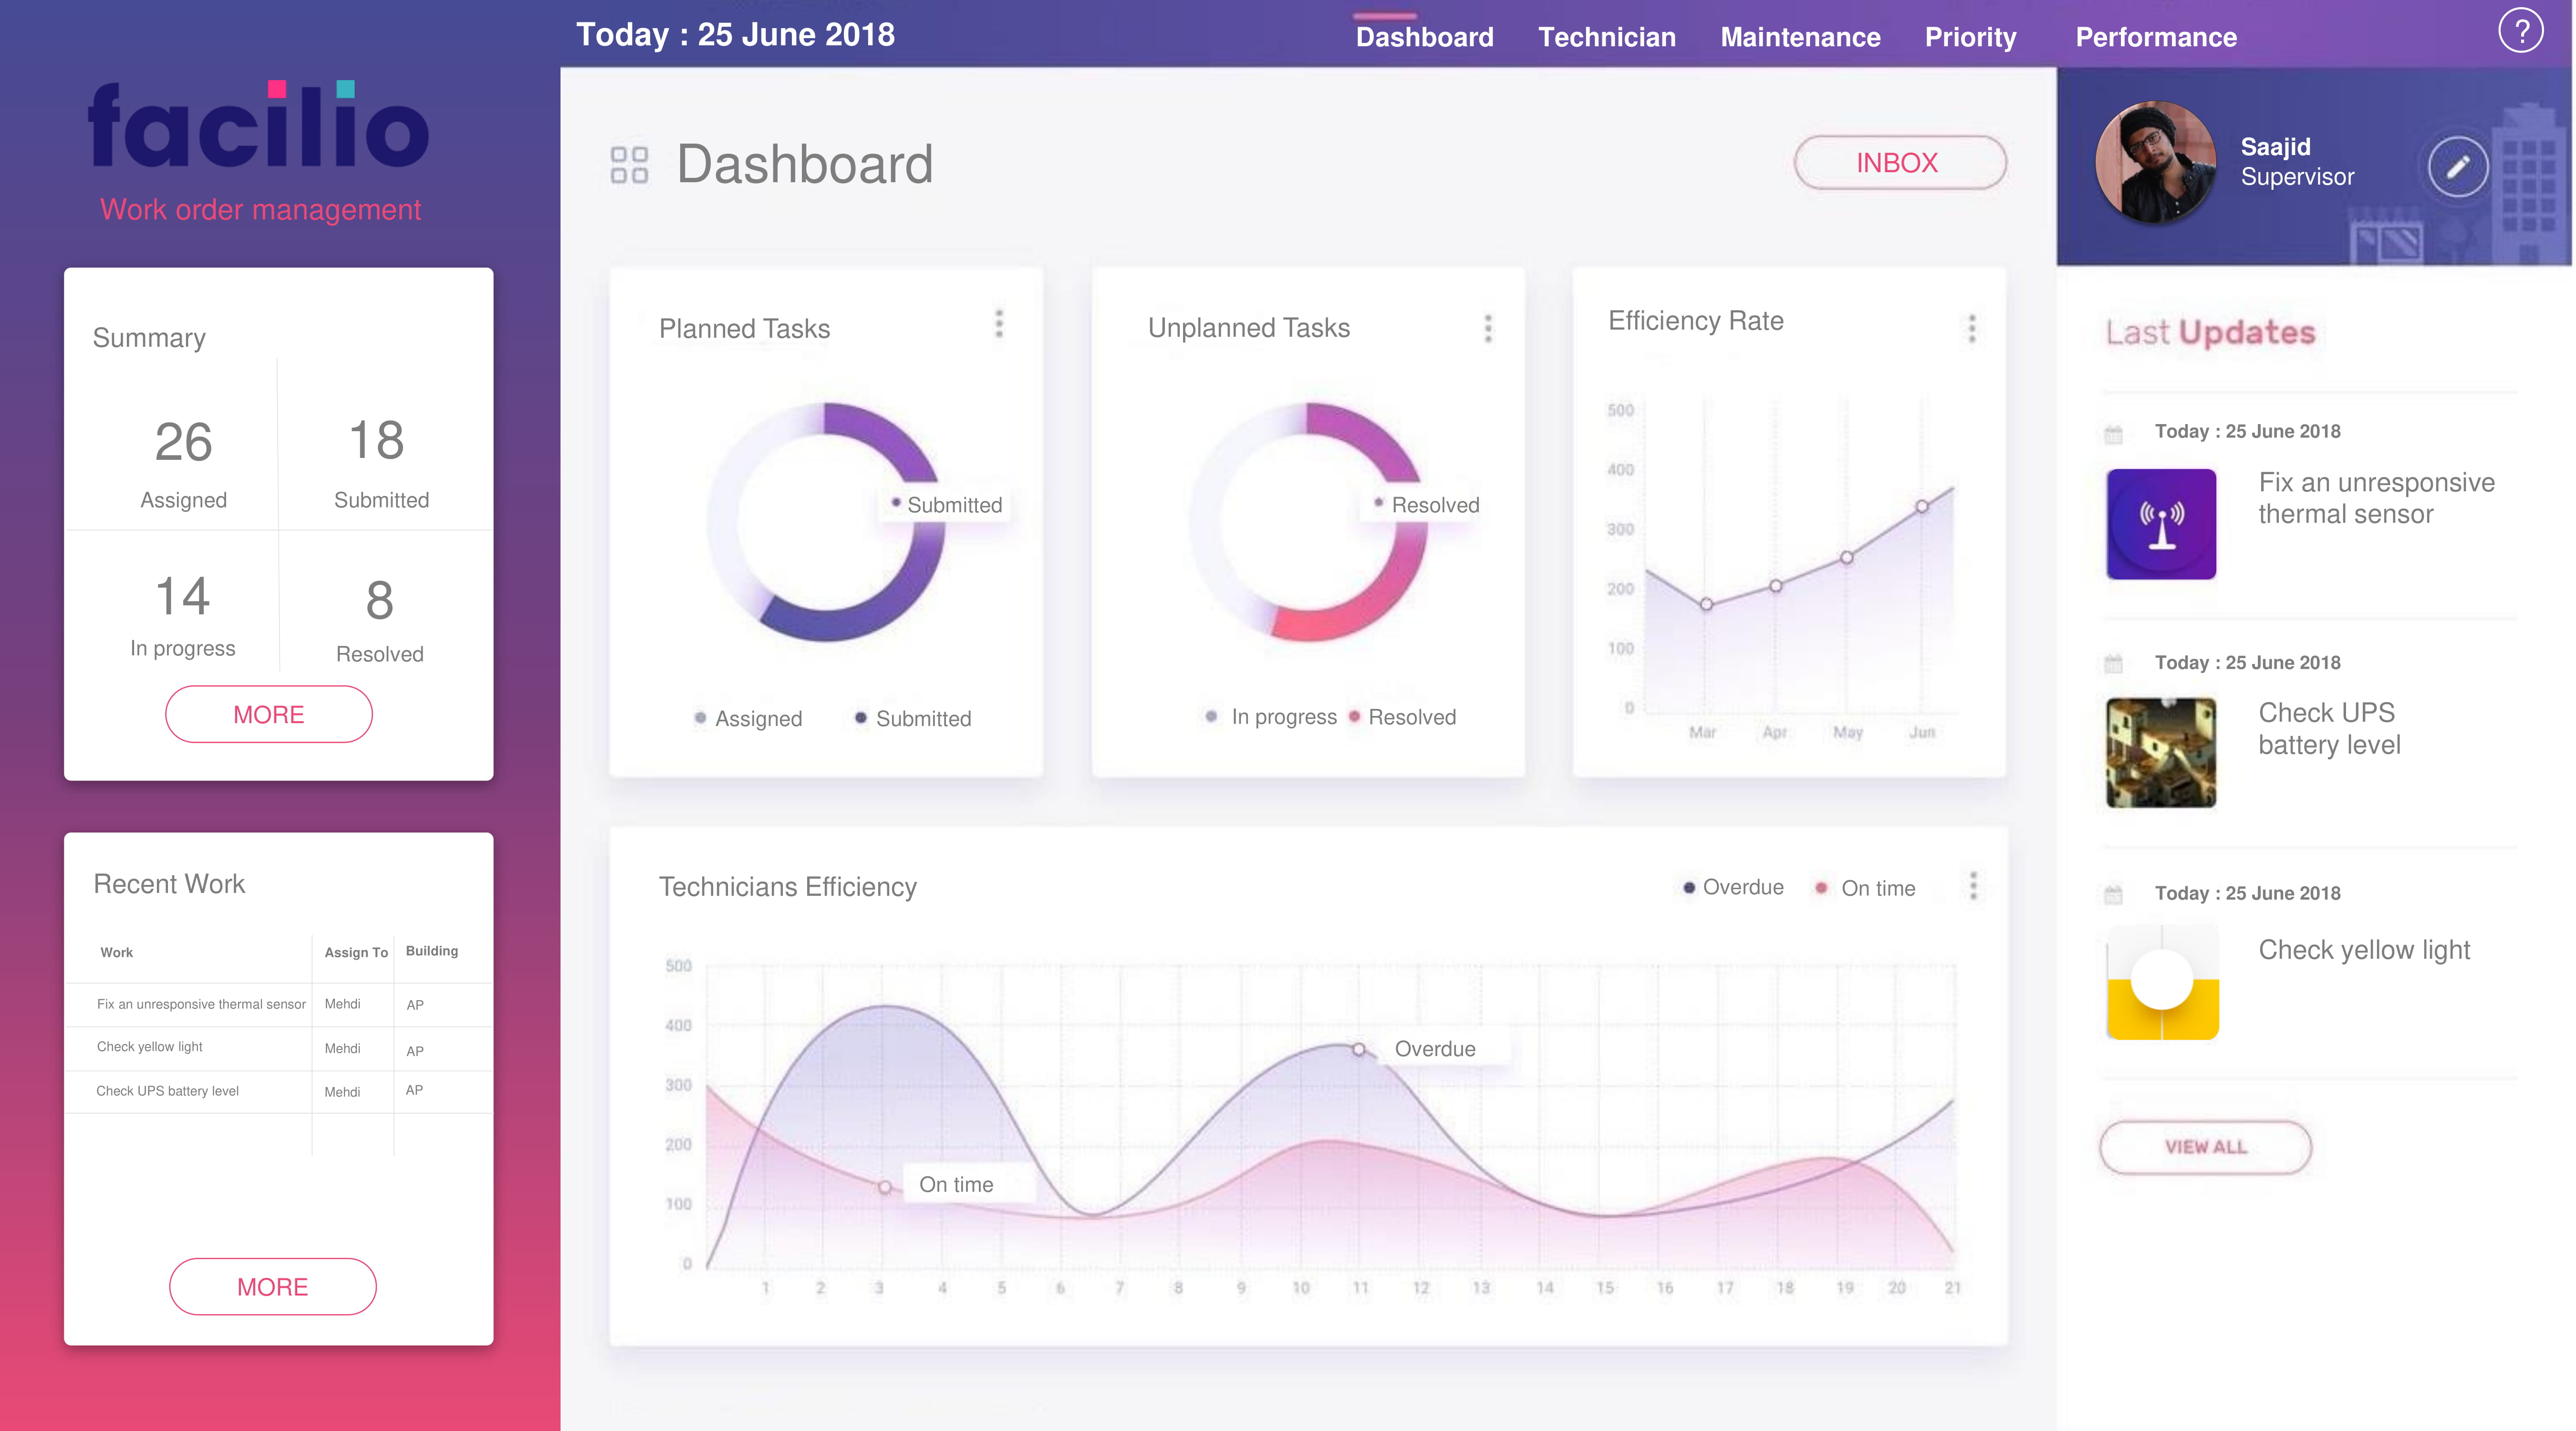 facilio
Work order management
Summary
26
18
Assigned
Submitted
14
8
In progress
Resolved
MORE
Recent Work
Work Assign To Building
Fix an unresponsive thermal sensor Mehdi AP
Check yellow light Mehdi AP
Check UPS battery level Mehdi AP
MORE
Today : 25 June 2018
Dashboard Technician Maintenance Priority Performance ?
Dashboard
INBOX
Planned Tasks
Submitted
Assigned Submitted
Unplanned Tasks
Resolved
In progress Resolved
Efficiency Rate
500
400
300
200
100
0
Mar Apr May Jun
Technicians Efficiency
Overdue On time
500
400
300
200
100
0
Overdue
On time
1 2 3 4 5 6 7 8 9 10 11 12 13 14 15 16 17 18 19 20 21
Saajid
Supervisor
Last Updates
Today : 25 June 2018
Fix an unresponsive
thermal sensor
Today : 25 June 2018
Check UPS
battery level
Today : 25 June 2018
Check yellow light
VIEW ALL